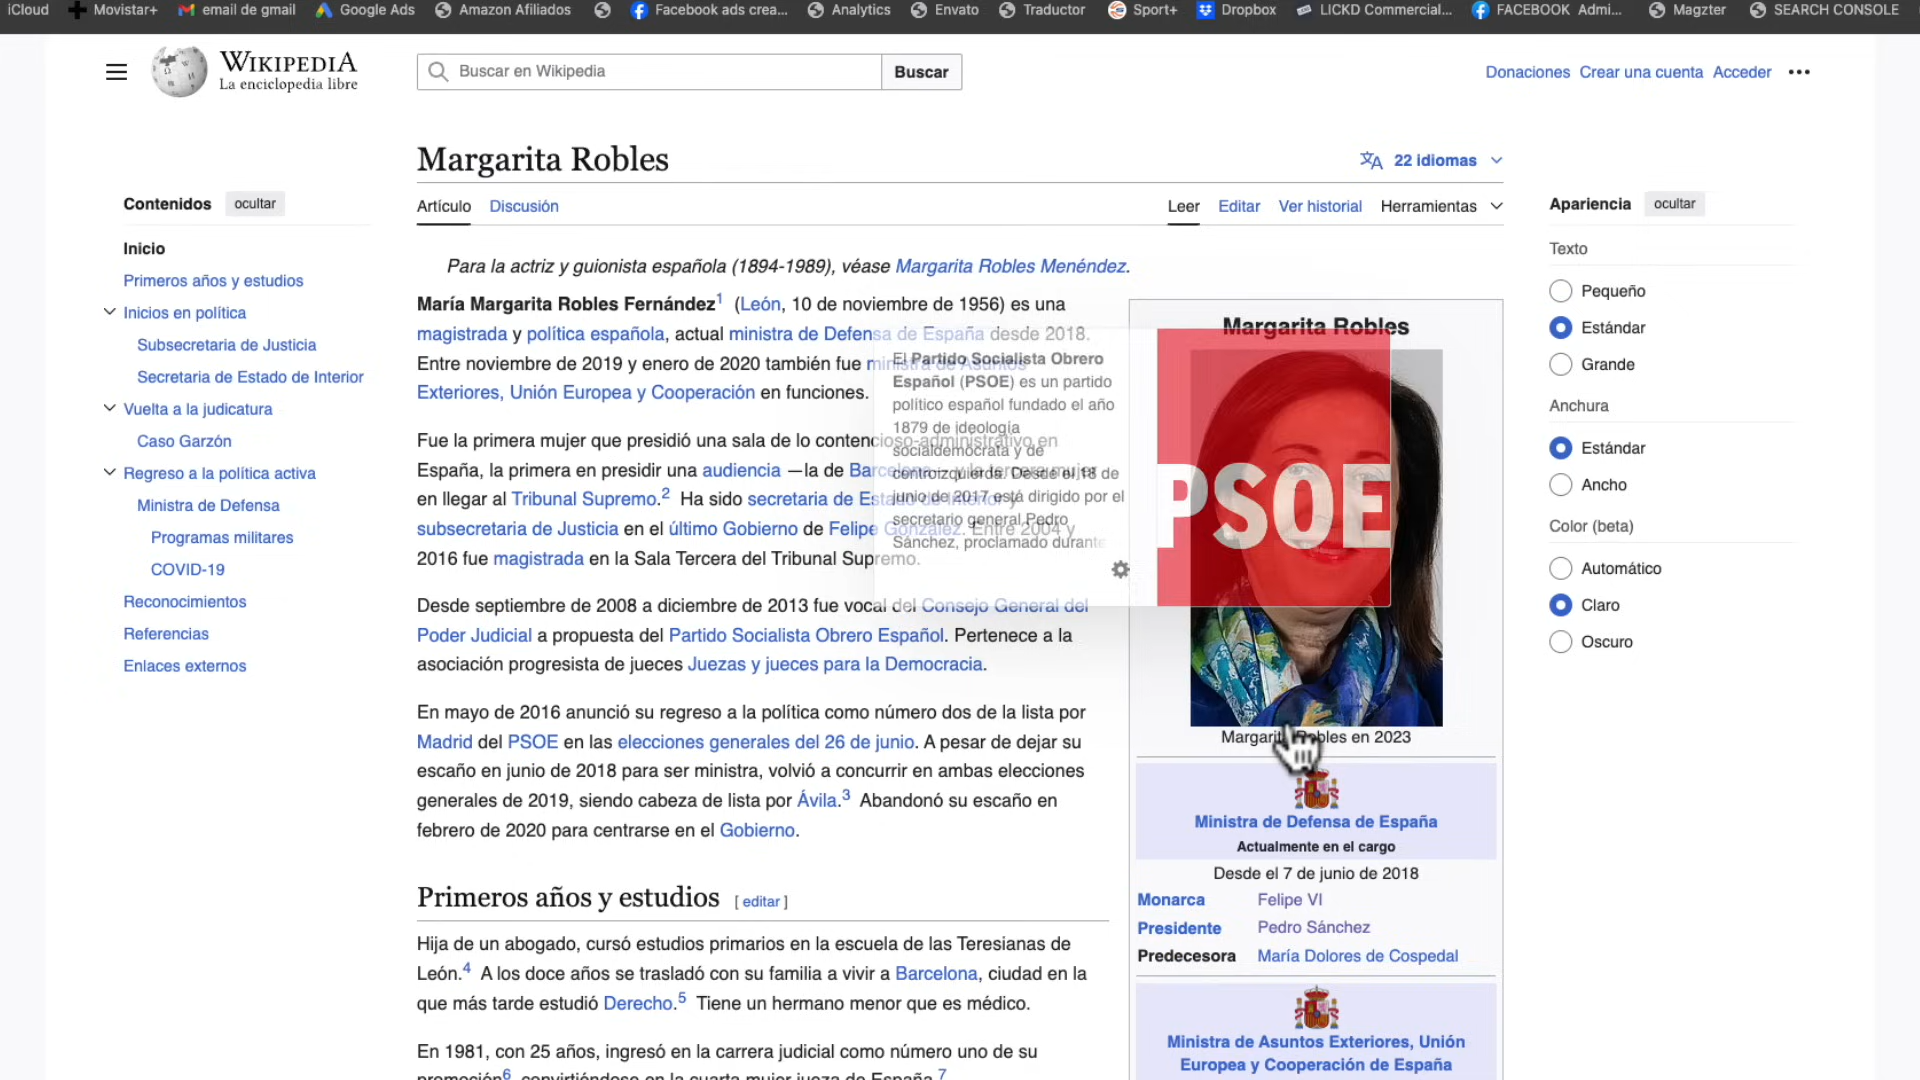 iCloud Movistar+ email de gmail Google Ads Amazon Afiliados Facebook ads crea... Analytics Envato Traductor Sport+ Dropbox LICKD Commercial... FACEBOOK Admi... Magzter SEARCH CONSOLE
WIKIPEDIA
La enciclopedia libre
Buscar en Wikipedia
Buscar
Donaciones Crear una cuenta Acceder
Margarita Robles
22 idiomas
Artículo Discusión
Leer Editar Ver historial Herramientas
Contenidos ocultar
Inicio
Primeros años y estudios
Inicios en política
Subsecretaria de Justicia
Secretaria de Estado de Interior
Vuelta a la judicatura
Caso Garzón
Regreso a la política activa
Ministra de Defensa
Programas militares
COVID-19
Reconocimientos
Referencias
Enlaces externos
Para la actriz y guionista española (1894-1989), véase Margarita Robles Menéndez.
María Margarita Robles Fernández1 (León, 10 de noviembre de 1956) es una
magistrada y política española, actual ministra de Defensa de España desde 2018.
Entre noviembre de 2019 y enero de 2020 también fue ministra de Asuntos
Exteriores, Unión Europea y Cooperación en funciones.
Fue la primera mujer que presidió una sala de lo contencioso-administrativo en
España, la primera en presidir una audiencia —la de Barcelona— y la tercera mujer
en llegar al Tribunal Supremo.2 Ha sido secretaria de Estado de Interior y
subsecretaria de Justicia en el último Gobierno de Felipe González. Entre 2004 y
2016 fue magistrada en la Sala Tercera del Tribunal Supremo.
Desde septiembre de 2008 a diciembre de 2013 fue vocal del Consejo General del
Poder Judicial a propuesta del Partido Socialista Obrero Español. Pertenece a la
asociación progresista de jueces Juezas y jueces para la Democracia.
En mayo de 2016 anunció su regreso a la política como número dos de la lista por
Madrid del PSOE en las elecciones generales del 26 de junio. A pesar de dejar su
escaño en junio de 2018 para ser ministra, volvió a concurrir en ambas elecciones
generales de 2019, siendo cabeza de lista por Ávila.3 Abandonó su escaño en
febrero de 2020 para centrarse en el Gobierno.
Primeros años y estudios [ editar ]
Hija de un abogado, cursó estudios primarios en la escuela de las Teresianas de
León.4 A los doce años se trasladó con su familia a vivir a Barcelona, ciudad en la
que más tarde estudió Derecho.5 Tiene un hermano menor que es médico.
En 1981, con 25 años, ingresó en la carrera judicial como número uno de su
promoción6 convirtiéndose en la cuarta mujer jueza de España.7
El Partido Socialista Obrero
Español (PSOE) es un partido
político español fundado el año
1879 de ideología
socialdemócrata y de
centroizquierda. Desde el 18 de
junio de 2017 está dirigido por el
secretario general Pedro
Sánchez, proclamado durante
PSOE
Margarita Robles
Margarita Robles en 2023
Ministra de Defensa de España
Actualmente en el cargo
Desde el 7 de junio de 2018
Monarca Felipe VI
Presidente Pedro Sánchez
Predecesora María Dolores de Cospedal
Ministra de Asuntos Exteriores, Unión
Europea y Cooperación de España
Apariencia ocultar
Texto
Pequeño
Estándar
Grande
Anchura
Estándar
Ancho
Color (beta)
Automático
Claro
Oscuro